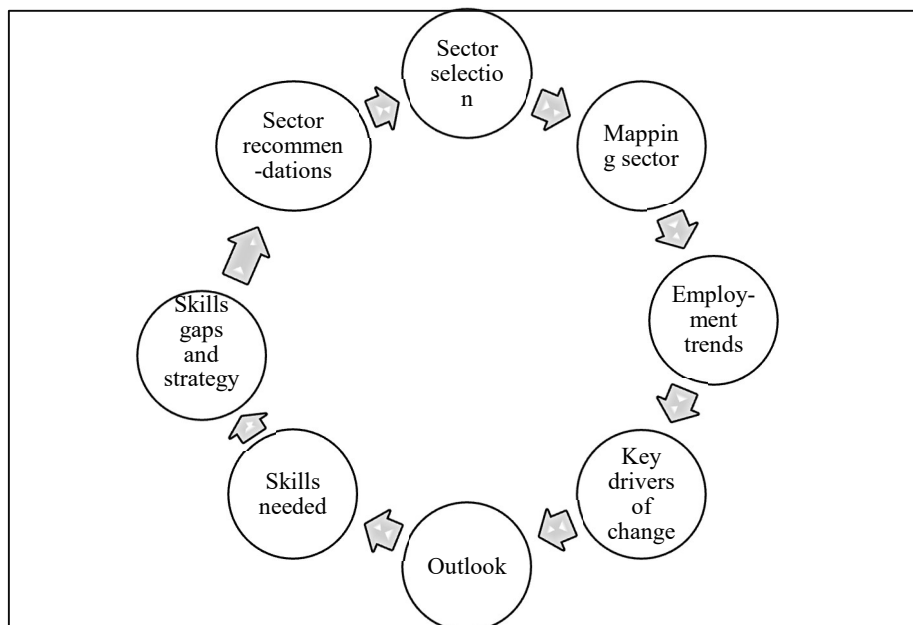 Sector
selectio
n
Mappin
g sector
Employ-
ment
trends
Key
drivers
of
change
Outlook
Skills
needed
Skills
gaps
and
strategy
Sector
recommen
-dations